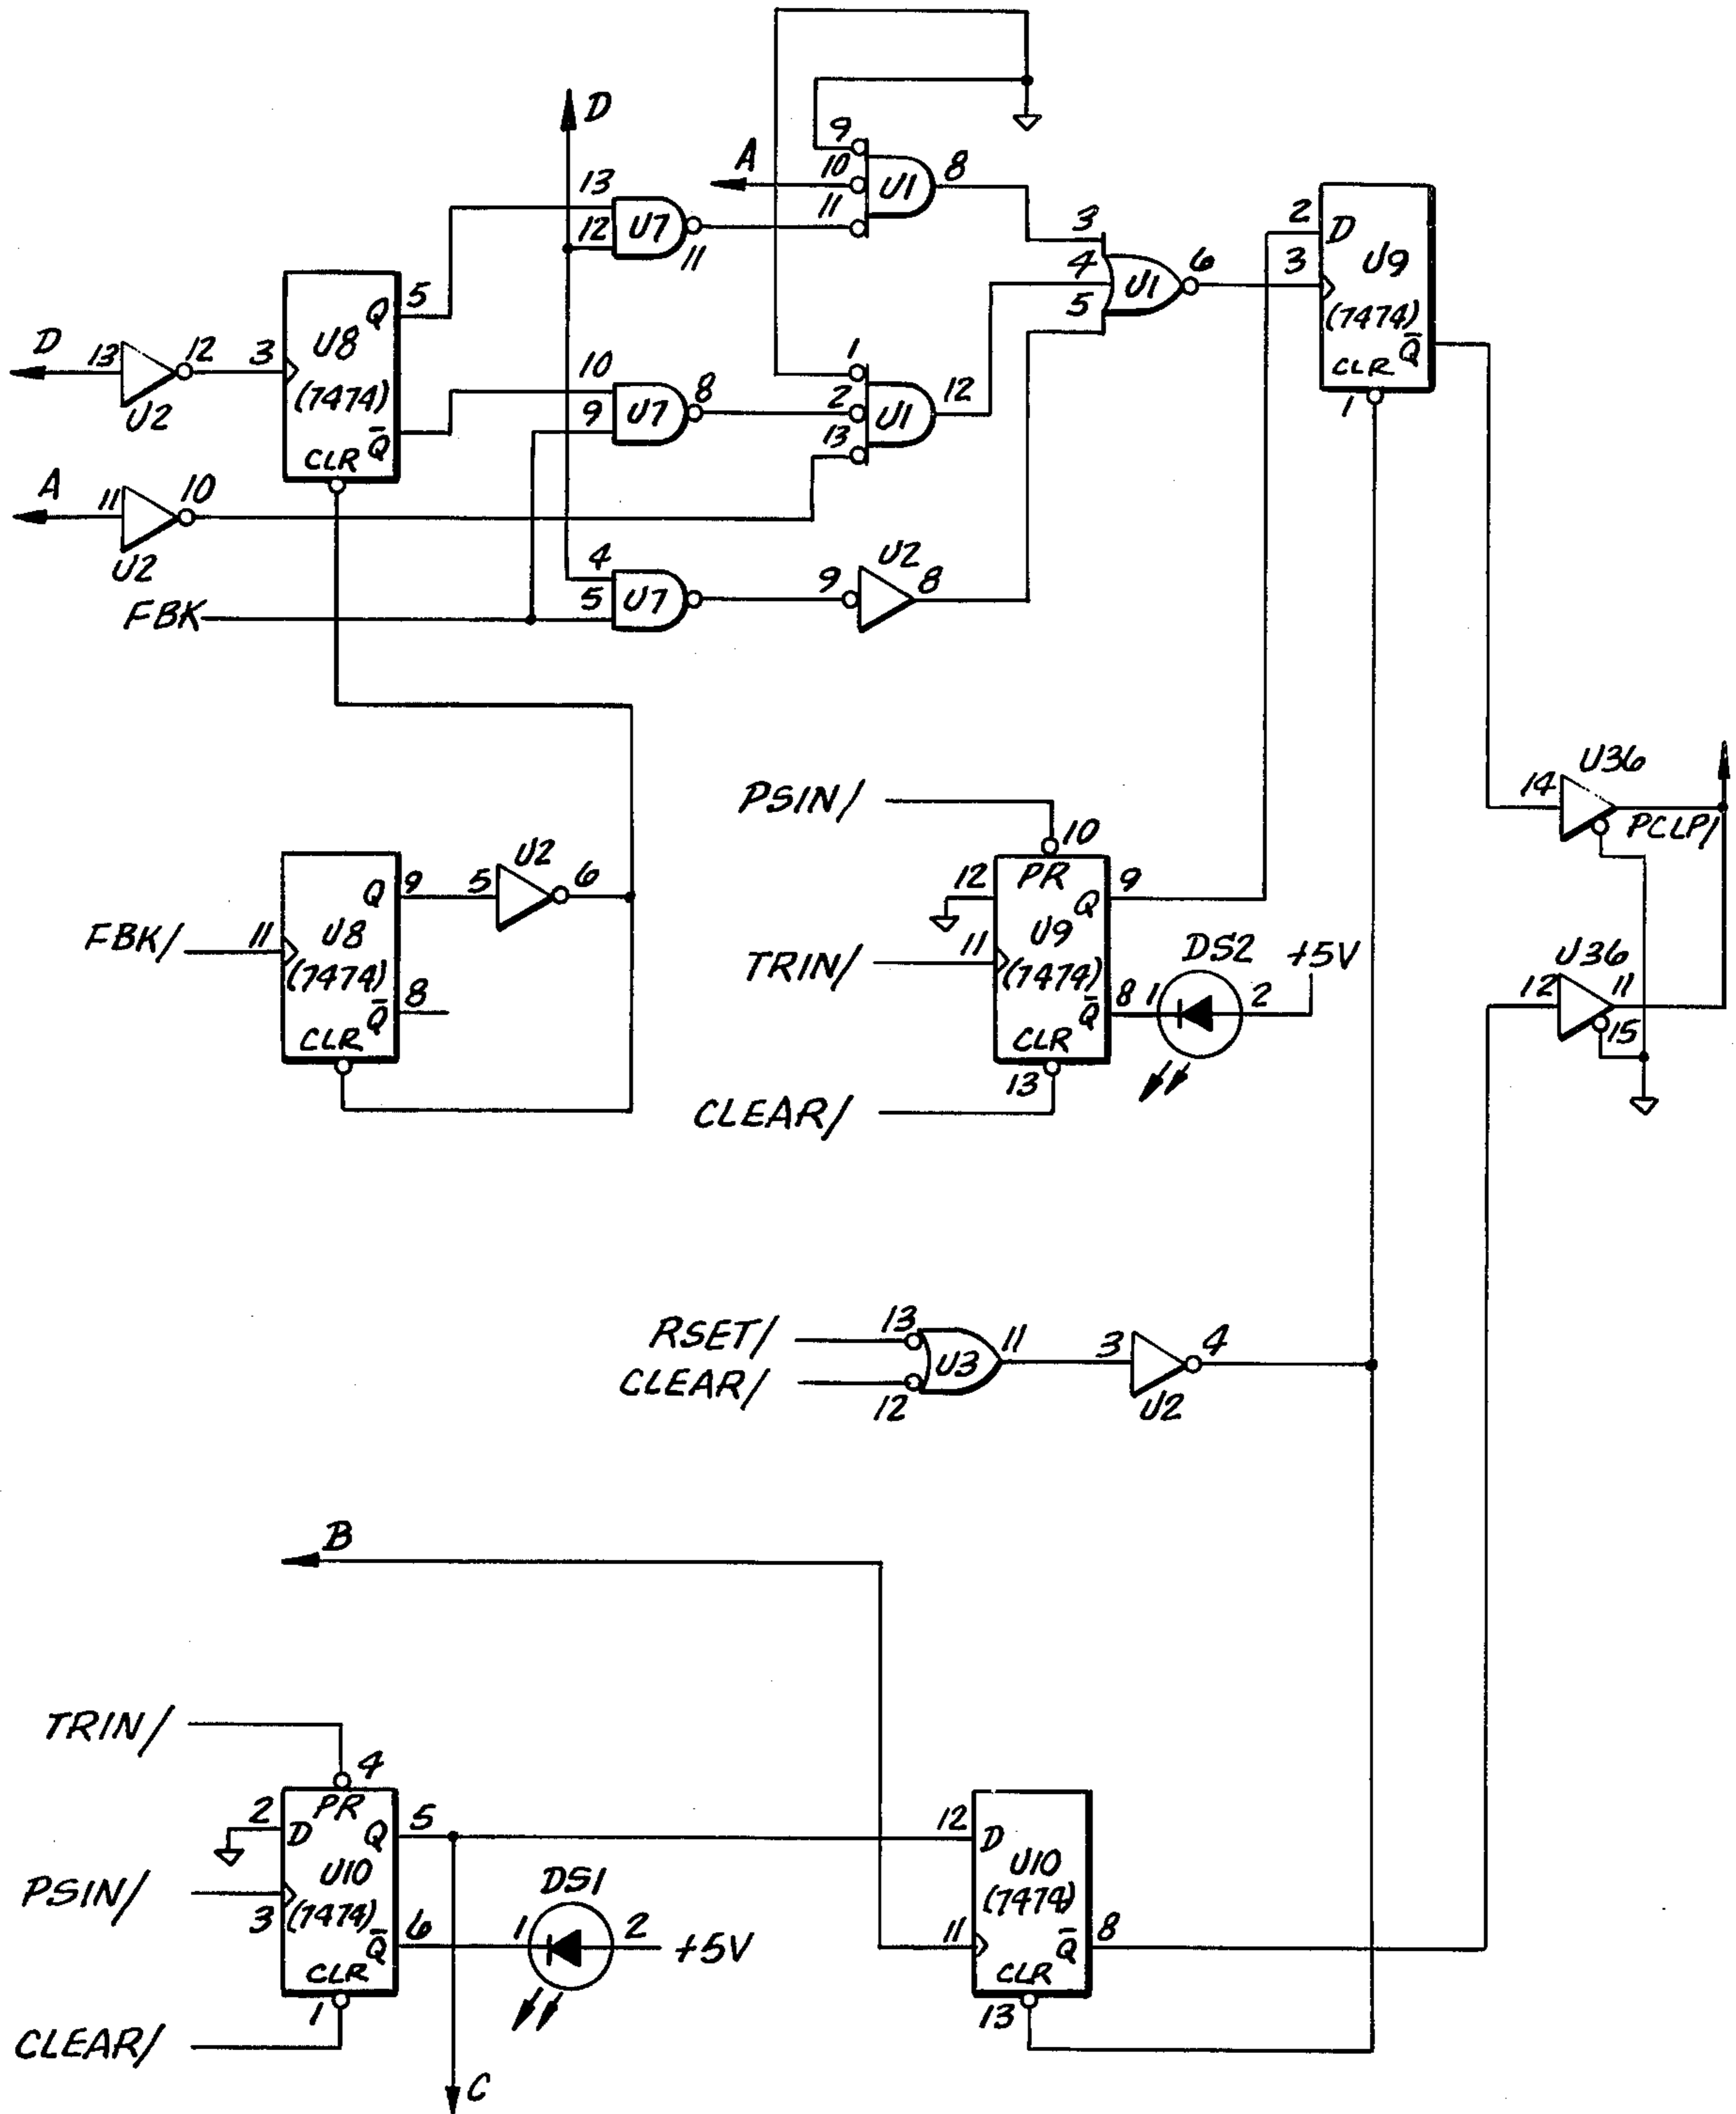 D
9
A 10 8
13 11 U1
12 U7 11
3
4 6
5 U1
2 D
3 U9
(7474)
CLR Q̄
1
5
Q
D 13 12 3 U8
(7474)
U2
Q̄
CLR
10 8
9 U7
1
2 12
13 U1
A 11 10
U2
4
5 U7
U2
9 8
FBK
PSIN/
10
12 PR 9
Q
U9
TRIN/ 11 (7474)
8 1 DS2 2 +5V
Q̄
CLR
13
CLEAR/
U36
14
PCLP/
U36
12 11
15
U2
Q 9 5 6
FBK/ 11 U8
(7474)
8
Q̄
CLR
RSET/ 13 11 3 4
U3
CLEAR/ 12 U2
B
TRIN/ 4
2 PR 5
D Q
U10
PSIN/ 3 (7474)
6 1 DS1 2 +5V
Q̄
CLR
1
CLEAR/
C
12 D
U10
(7474)
11 Q̄ 8
CLR
13